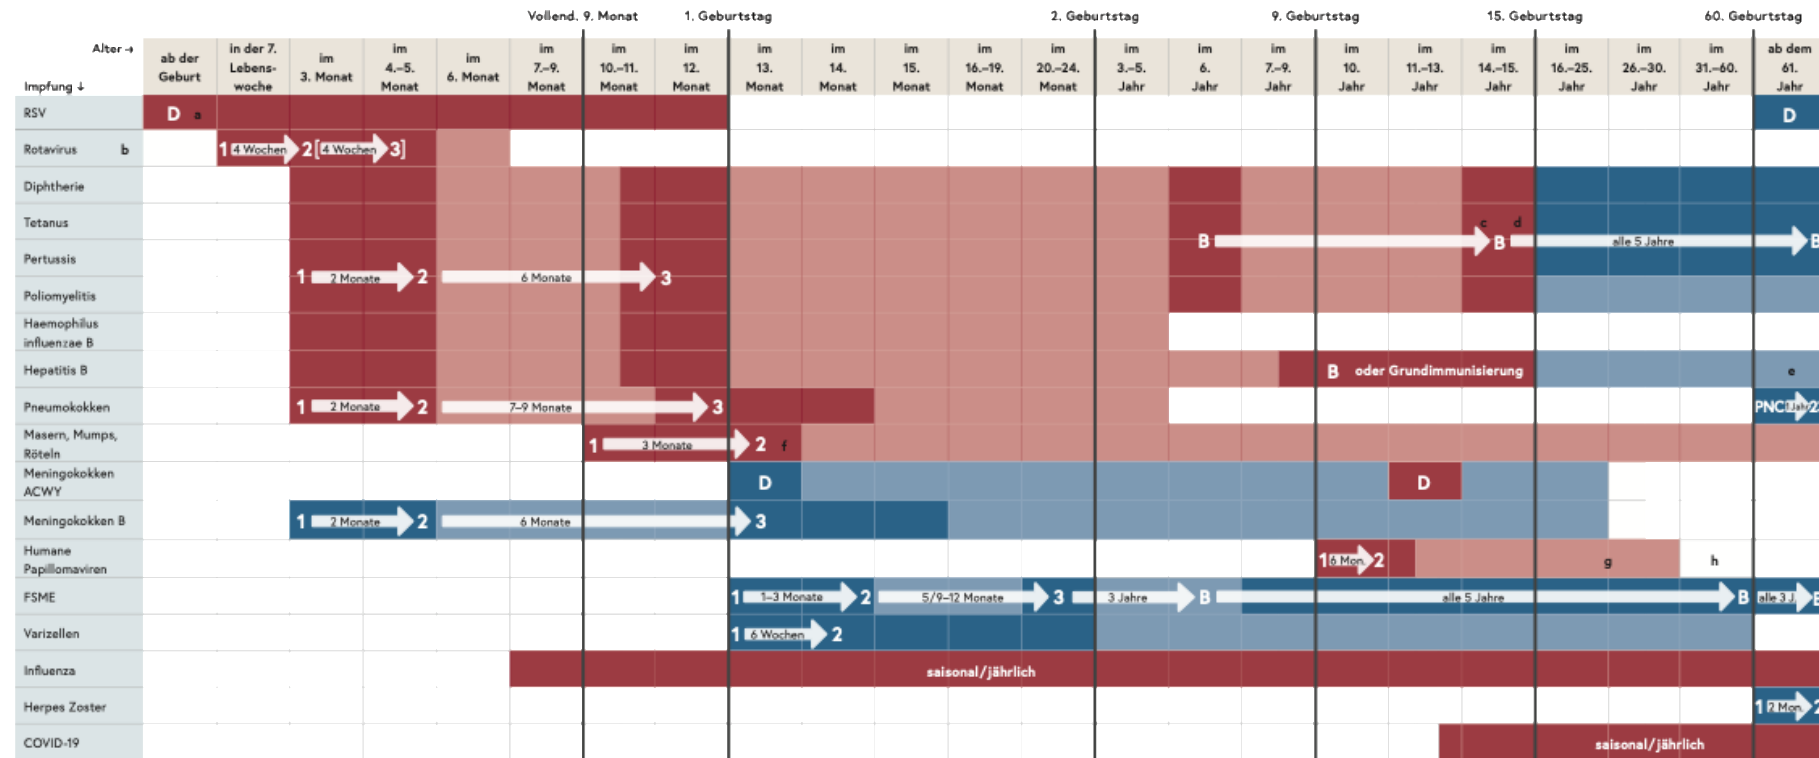 Vollend. 9. Monat 1. Geburtstag 2. Geburtstag 9. Geburtstag 15. Geburtstag 60. Geburtstag
Alter →
Impfung ↓
ab der
Geburt
in der 7.
Lebens-
woche
im
3. Monat
im
4.–5.
Monat
im
6. Monat
im
7.–9.
Monat
im
10.–11.
Monat
im
12.
Monat
im
13.
Monat
im
14.
Monat
im
15.
Monat
im
16.–19.
Monat
im
20.–24.
Monat
im
3.–5.
Jahr
im
6.
Jahr
im
7.–9.
Jahr
im
10.
Jahr
im
11.–13.
Jahr
im
14.–15.
Jahr
im
16.–25.
Jahr
im
26.–30.
Jahr
im
31.–60.
Jahr
ab dem
61.
Jahr
RSV D a D
Rotavirus b 1 4 Wochen 2 [4 Wochen 3]
Diphtherie
Tetanus c d
B B alle 5 Jahre B
Pertussis
1 2 Monate 2 6 Monate 3
Poliomyelitis
Haemophilus
influenzae B
Hepatitis B B oder Grundimmunisierung e
Pneumokokken 1 2 Monate 2 7–9 Monate 3 PNC 1 Jahr 2
Masern, Mumps,
Röteln
1 3 Monate 2 f
Meningokokken
ACWY
D D
Meningokokken B 1 2 Monate 2 6 Monate 3
Humane
Papillomaviren
1 6 Mon. 2 g h
FSME 1 1–3 Monate 2 5/9–12 Monate 3 3 Jahre B alle 5 Jahre B alle 3 J. B
Varizellen 1 6 Wochen 2
Influenza saisonal/jährlich
Herpes Zoster 1 2 Mon. 2
COVID-19 saisonal/jährlich